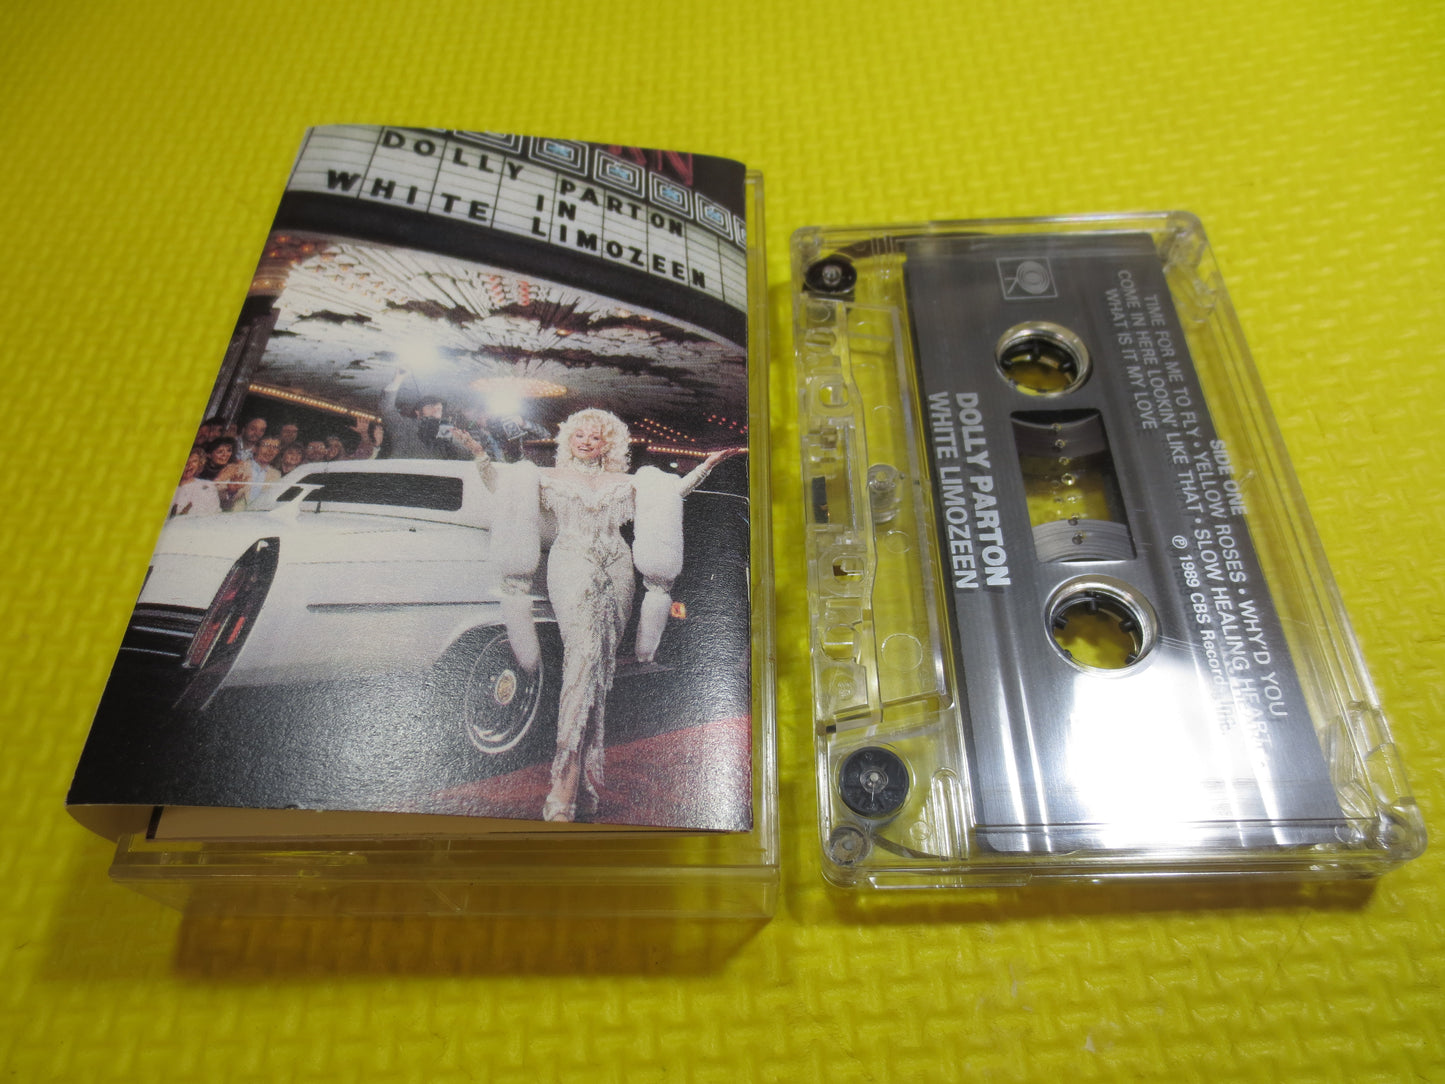 DOLLY PARTON
IN
WHITE LIMOZEEN
DOLLY PARTON
WHITE LIMOZEEN
SIDE ONE
TIME FOR ME TO FLY • YELLOW ROSES • WHY'D YOU
COME IN HERE LOOKIN' LIKE THAT • SLOW HEALING HEART •
WHAT IS IT MY LOVE
℗ 1989 CBS Records Inc.